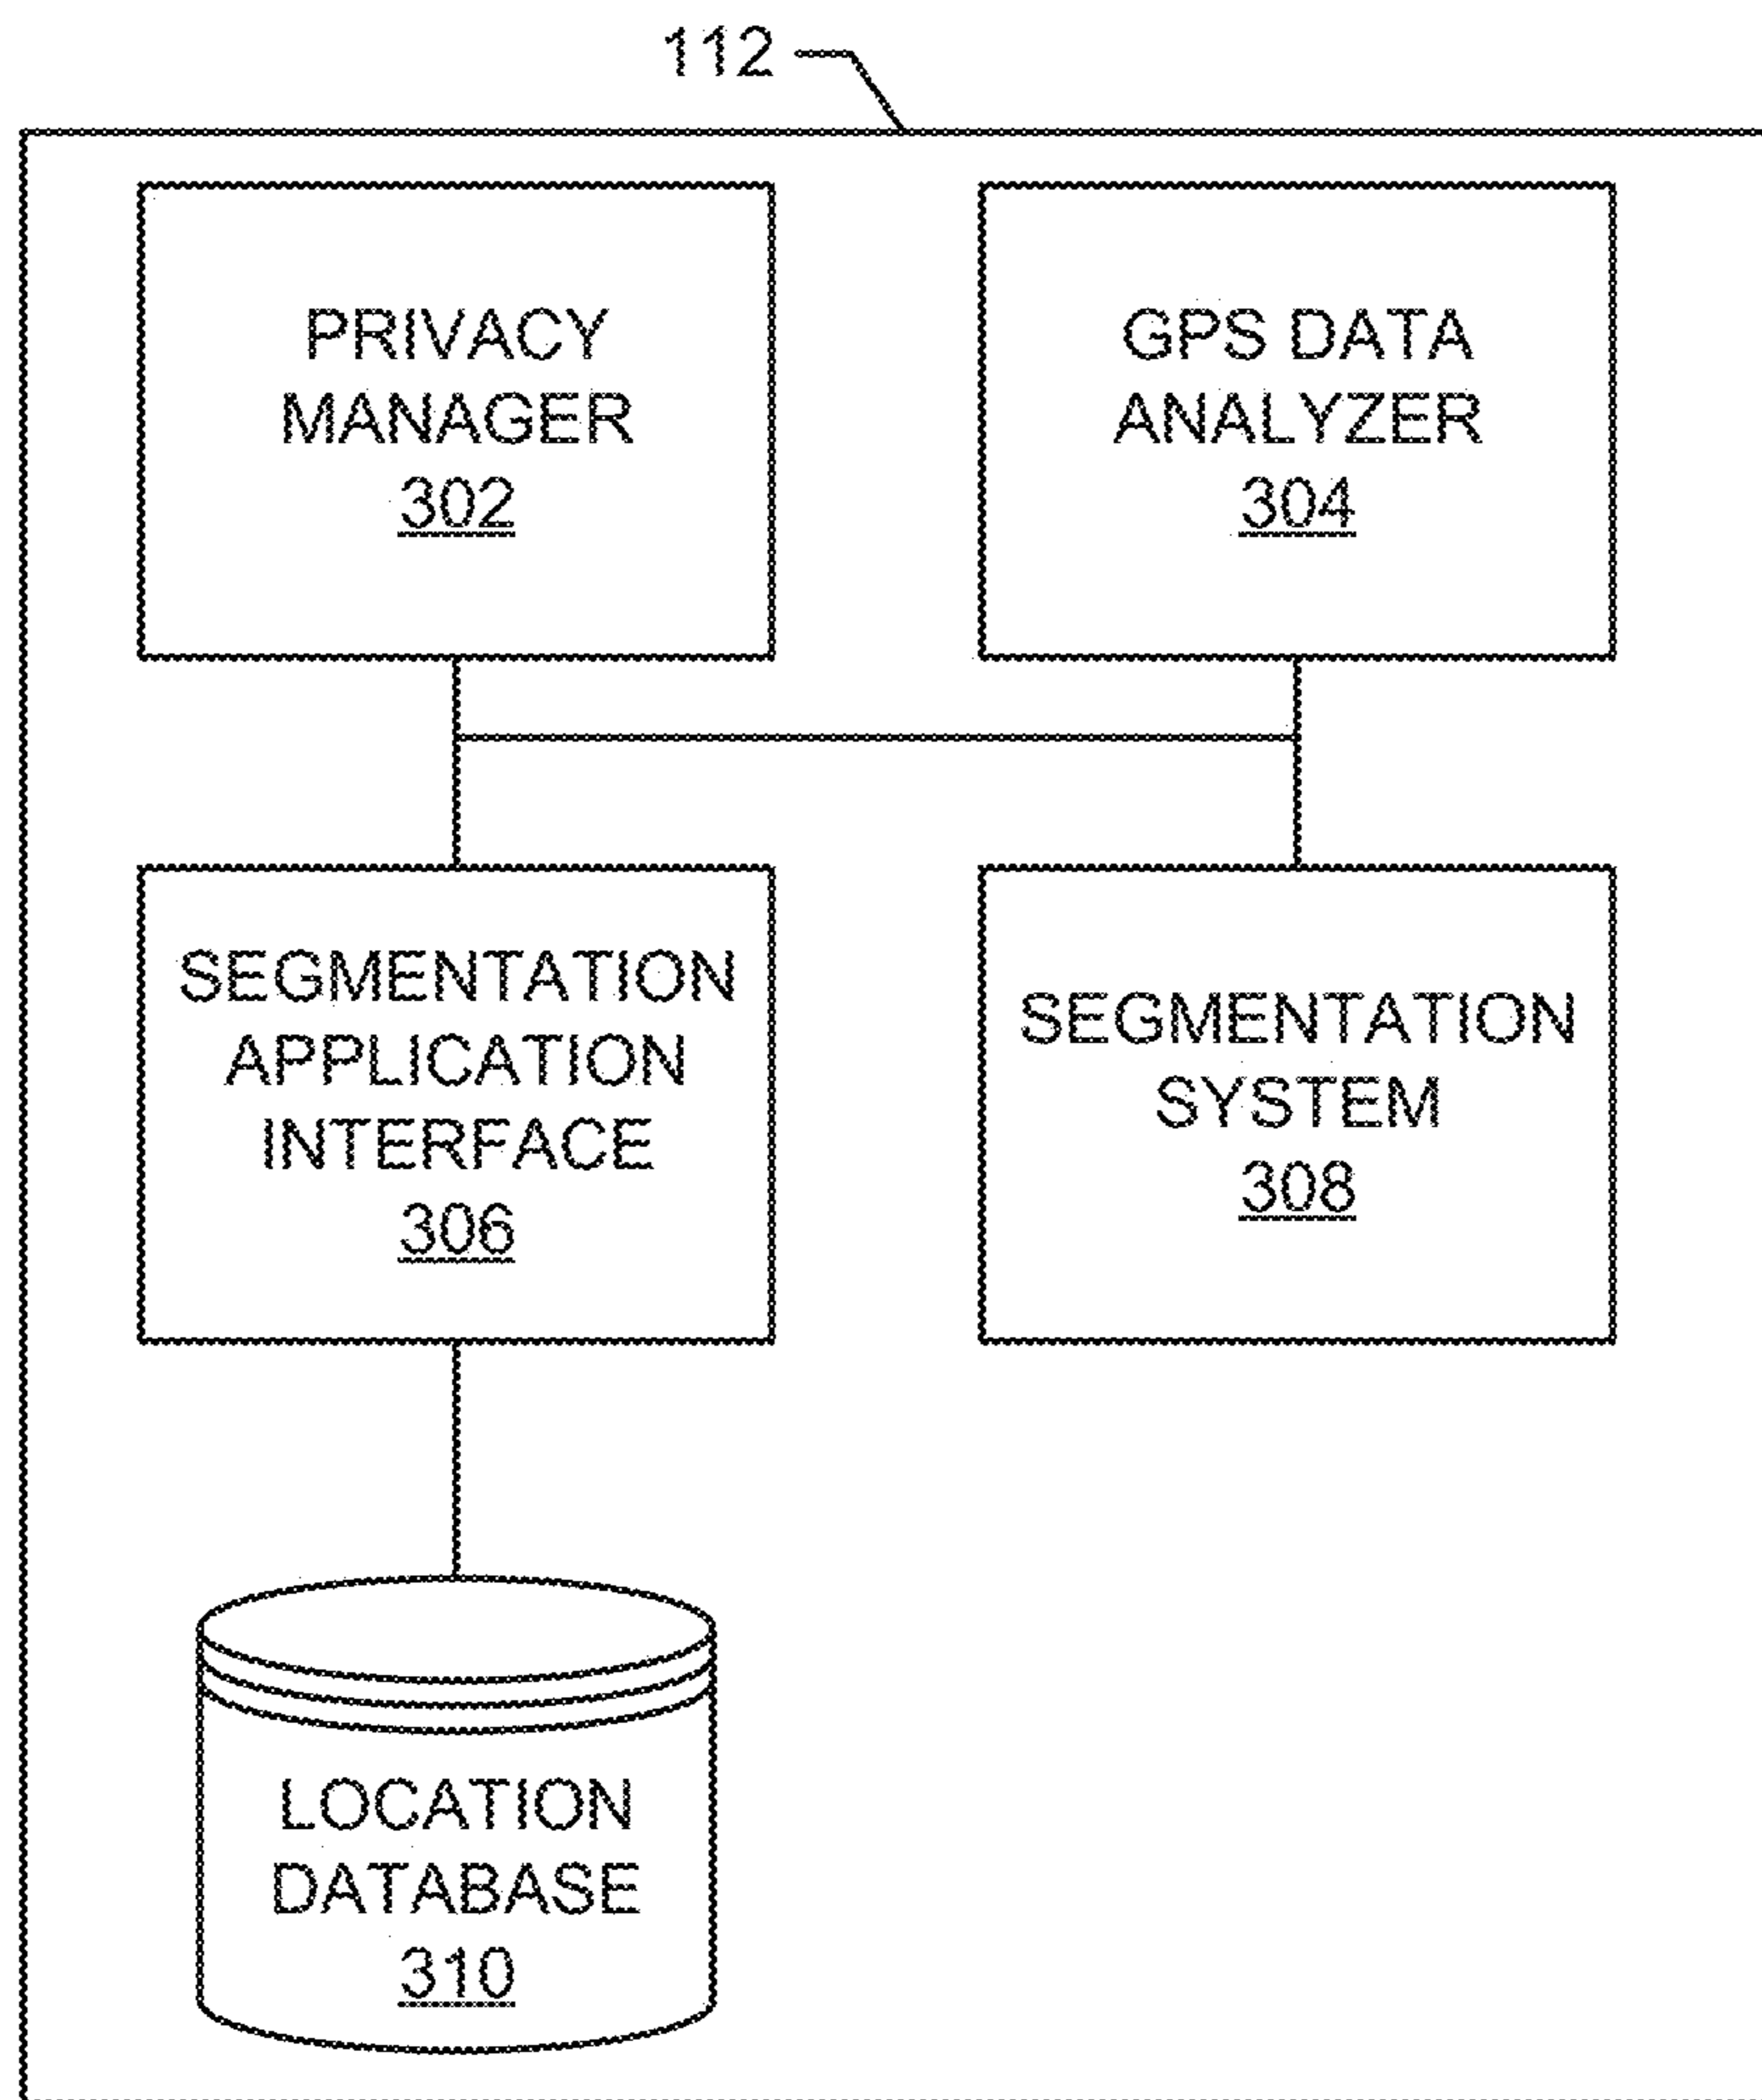 112
PRIVACY
MANAGER
302
GPS DATA
ANALYZER
304
SEGMENTATION
APPLICATION
INTERFACE
306
SEGMENTATION
SYSTEM
308
LOCATION
DATABASE
310